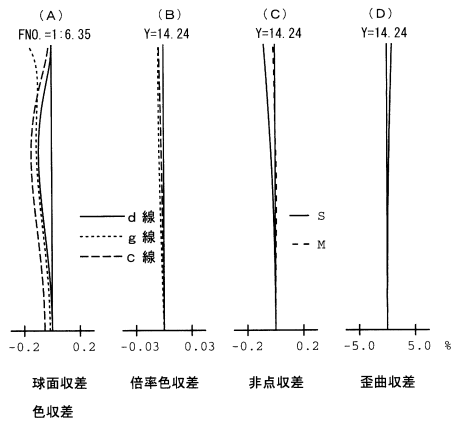 (A) (B) (C) (D)
FNO. =1:6.35 Y=14.24 Y=14.24 Y=14.24
d 線
g 線
c 線
S
M
-0.2 0.2 -0.03 0.03 -0.2 0.2 -5.0 5.0 %
球面収差 倍率色収差 非点収差 歪曲収差
色収差